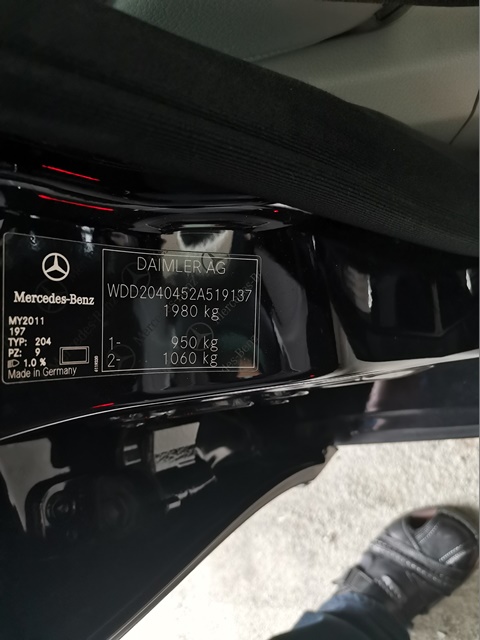 Mercedes-Benz
MY2011
197
TYP: 204
PZ: 9
1.0 %
Made in Germany
DAIMLER AG
WDD2040452A519137
1980 kg
1- 950 kg
2- 1060 kg